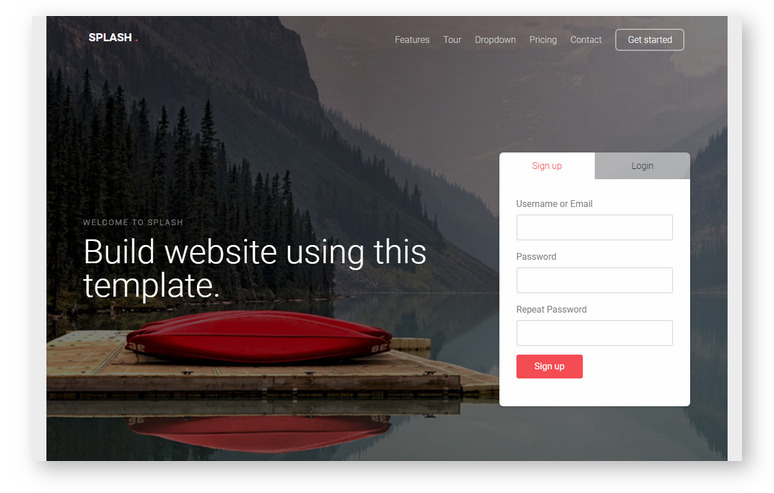 SPLASH .
Features Tour Dropdown Pricing Contact Get started
Sign up Login
WELCOME TO SPLASH
Build website using this
template.
Username or Email
Password
Repeat Password
Sign up